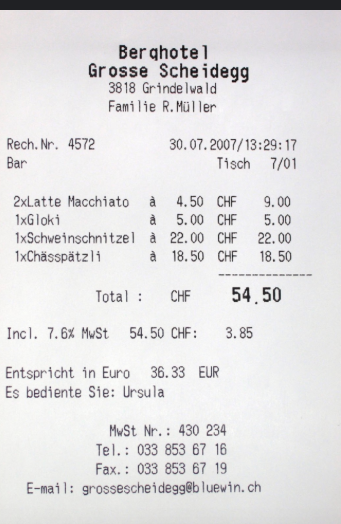 Berghotel
Grosse Scheidegg
3818 Grindelwald
Familie R.Müller
Rech.Nr. 4572 30.07.2007/13:29:17
Bar Tisch 7/01
2xLatte Macchiato à 4.50 CHF 9.00
1xGloki à 5.00 CHF 5.00
1xSchweinschnitzel à 22.00 CHF 22.00
1xChässpätzli à 18.50 CHF 18.50
--------------
Total : CHF 54.50
Incl. 7.6% MwSt 54.50 CHF: 3.85
Entspricht in Euro 36.33 EUR
Es bediente Sie: Ursula
MwSt Nr.: 430 234
Tel.: 033 853 67 16
Fax.: 033 853 67 19
E-mail: grossescheidegg@bluewin.ch